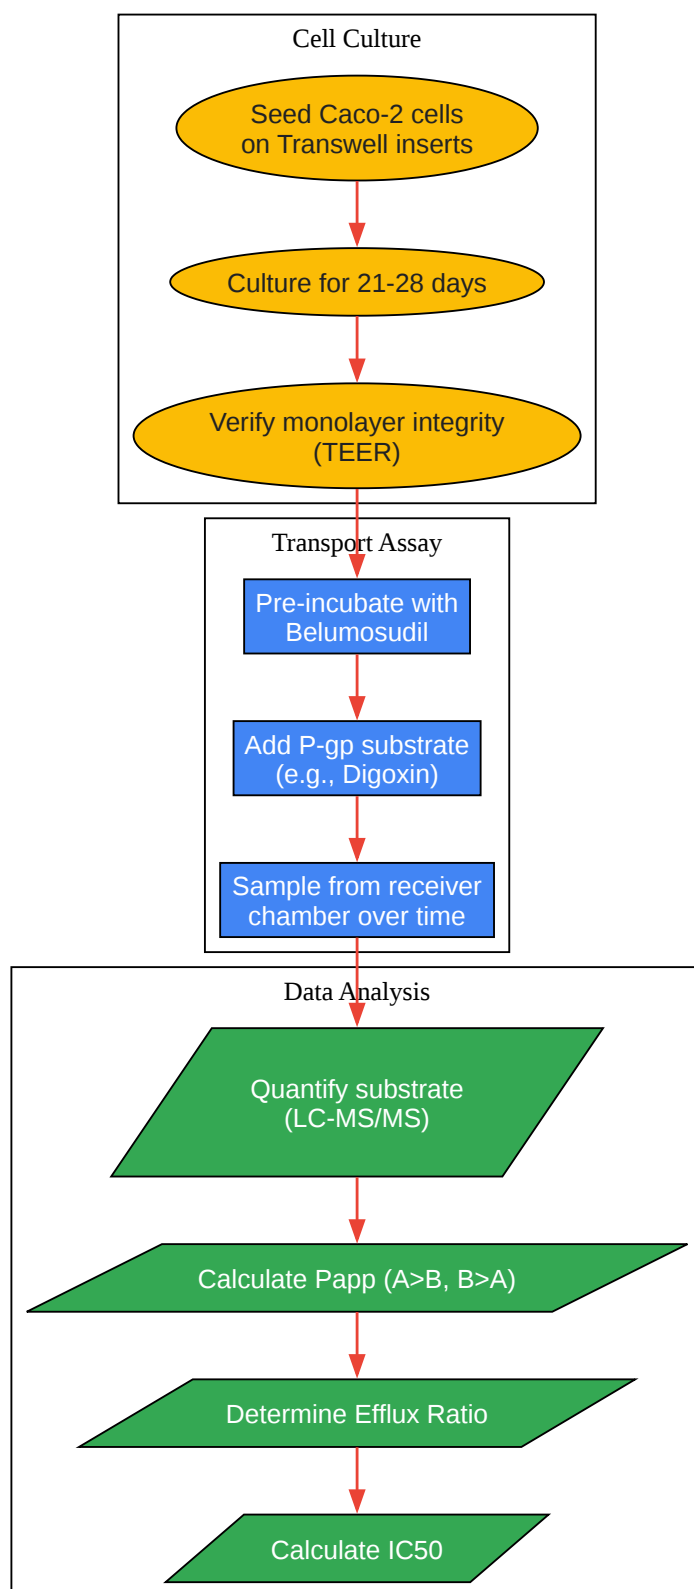 Cell Culture
Seed Caco-2 cells
on Transwell inserts
Culture for 21-28 days
Verify monolayer integrity
(TEER)
Transport Assay
Pre-incubate with
Belumosudil
Add P-gp substrate
(e.g., Digoxin)
Sample from receiver
chamber over time
Data Analysis
Quantify substrate
(LC-MS/MS)
Calculate Papp (A>B, B>A)
Determine Efflux Ratio
Calculate IC50